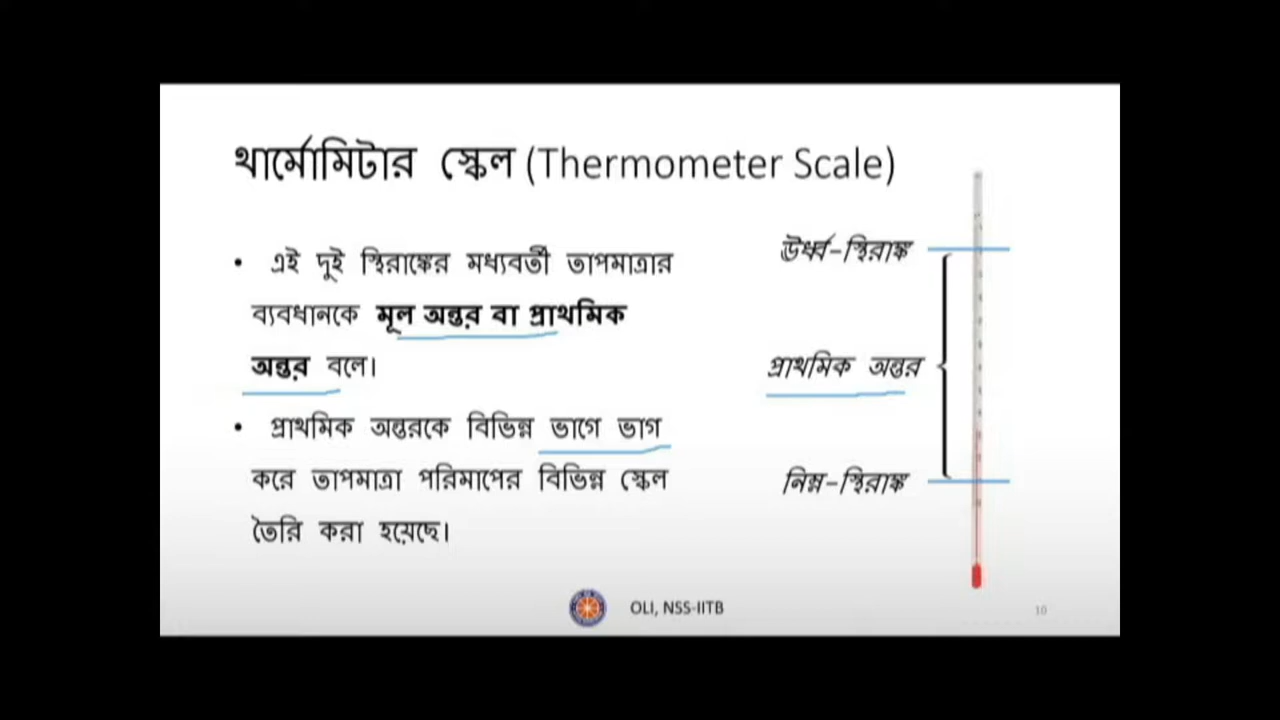 থার্মোমিটার স্কেল (Thermometer Scale)
• এই দুই স্থিরাঙ্কের মধ্যবর্তী তাপমাত্রার
ব্যবধানকে মূল অন্তর বা প্রাথমিক
অন্তর বলে।
• প্রাথমিক অন্তরকে বিভিন্ন ভাগে ভাগ
করে তাপমাত্রা পরিমাপের বিভিন্ন স্কেল
তৈরি করা হয়েছে।
উর্ধ্ব-স্থিরাঙ্ক
প্রাথমিক অন্তর
নিম্ন-স্থিরাঙ্ক
OLI, NSS-IITB
10